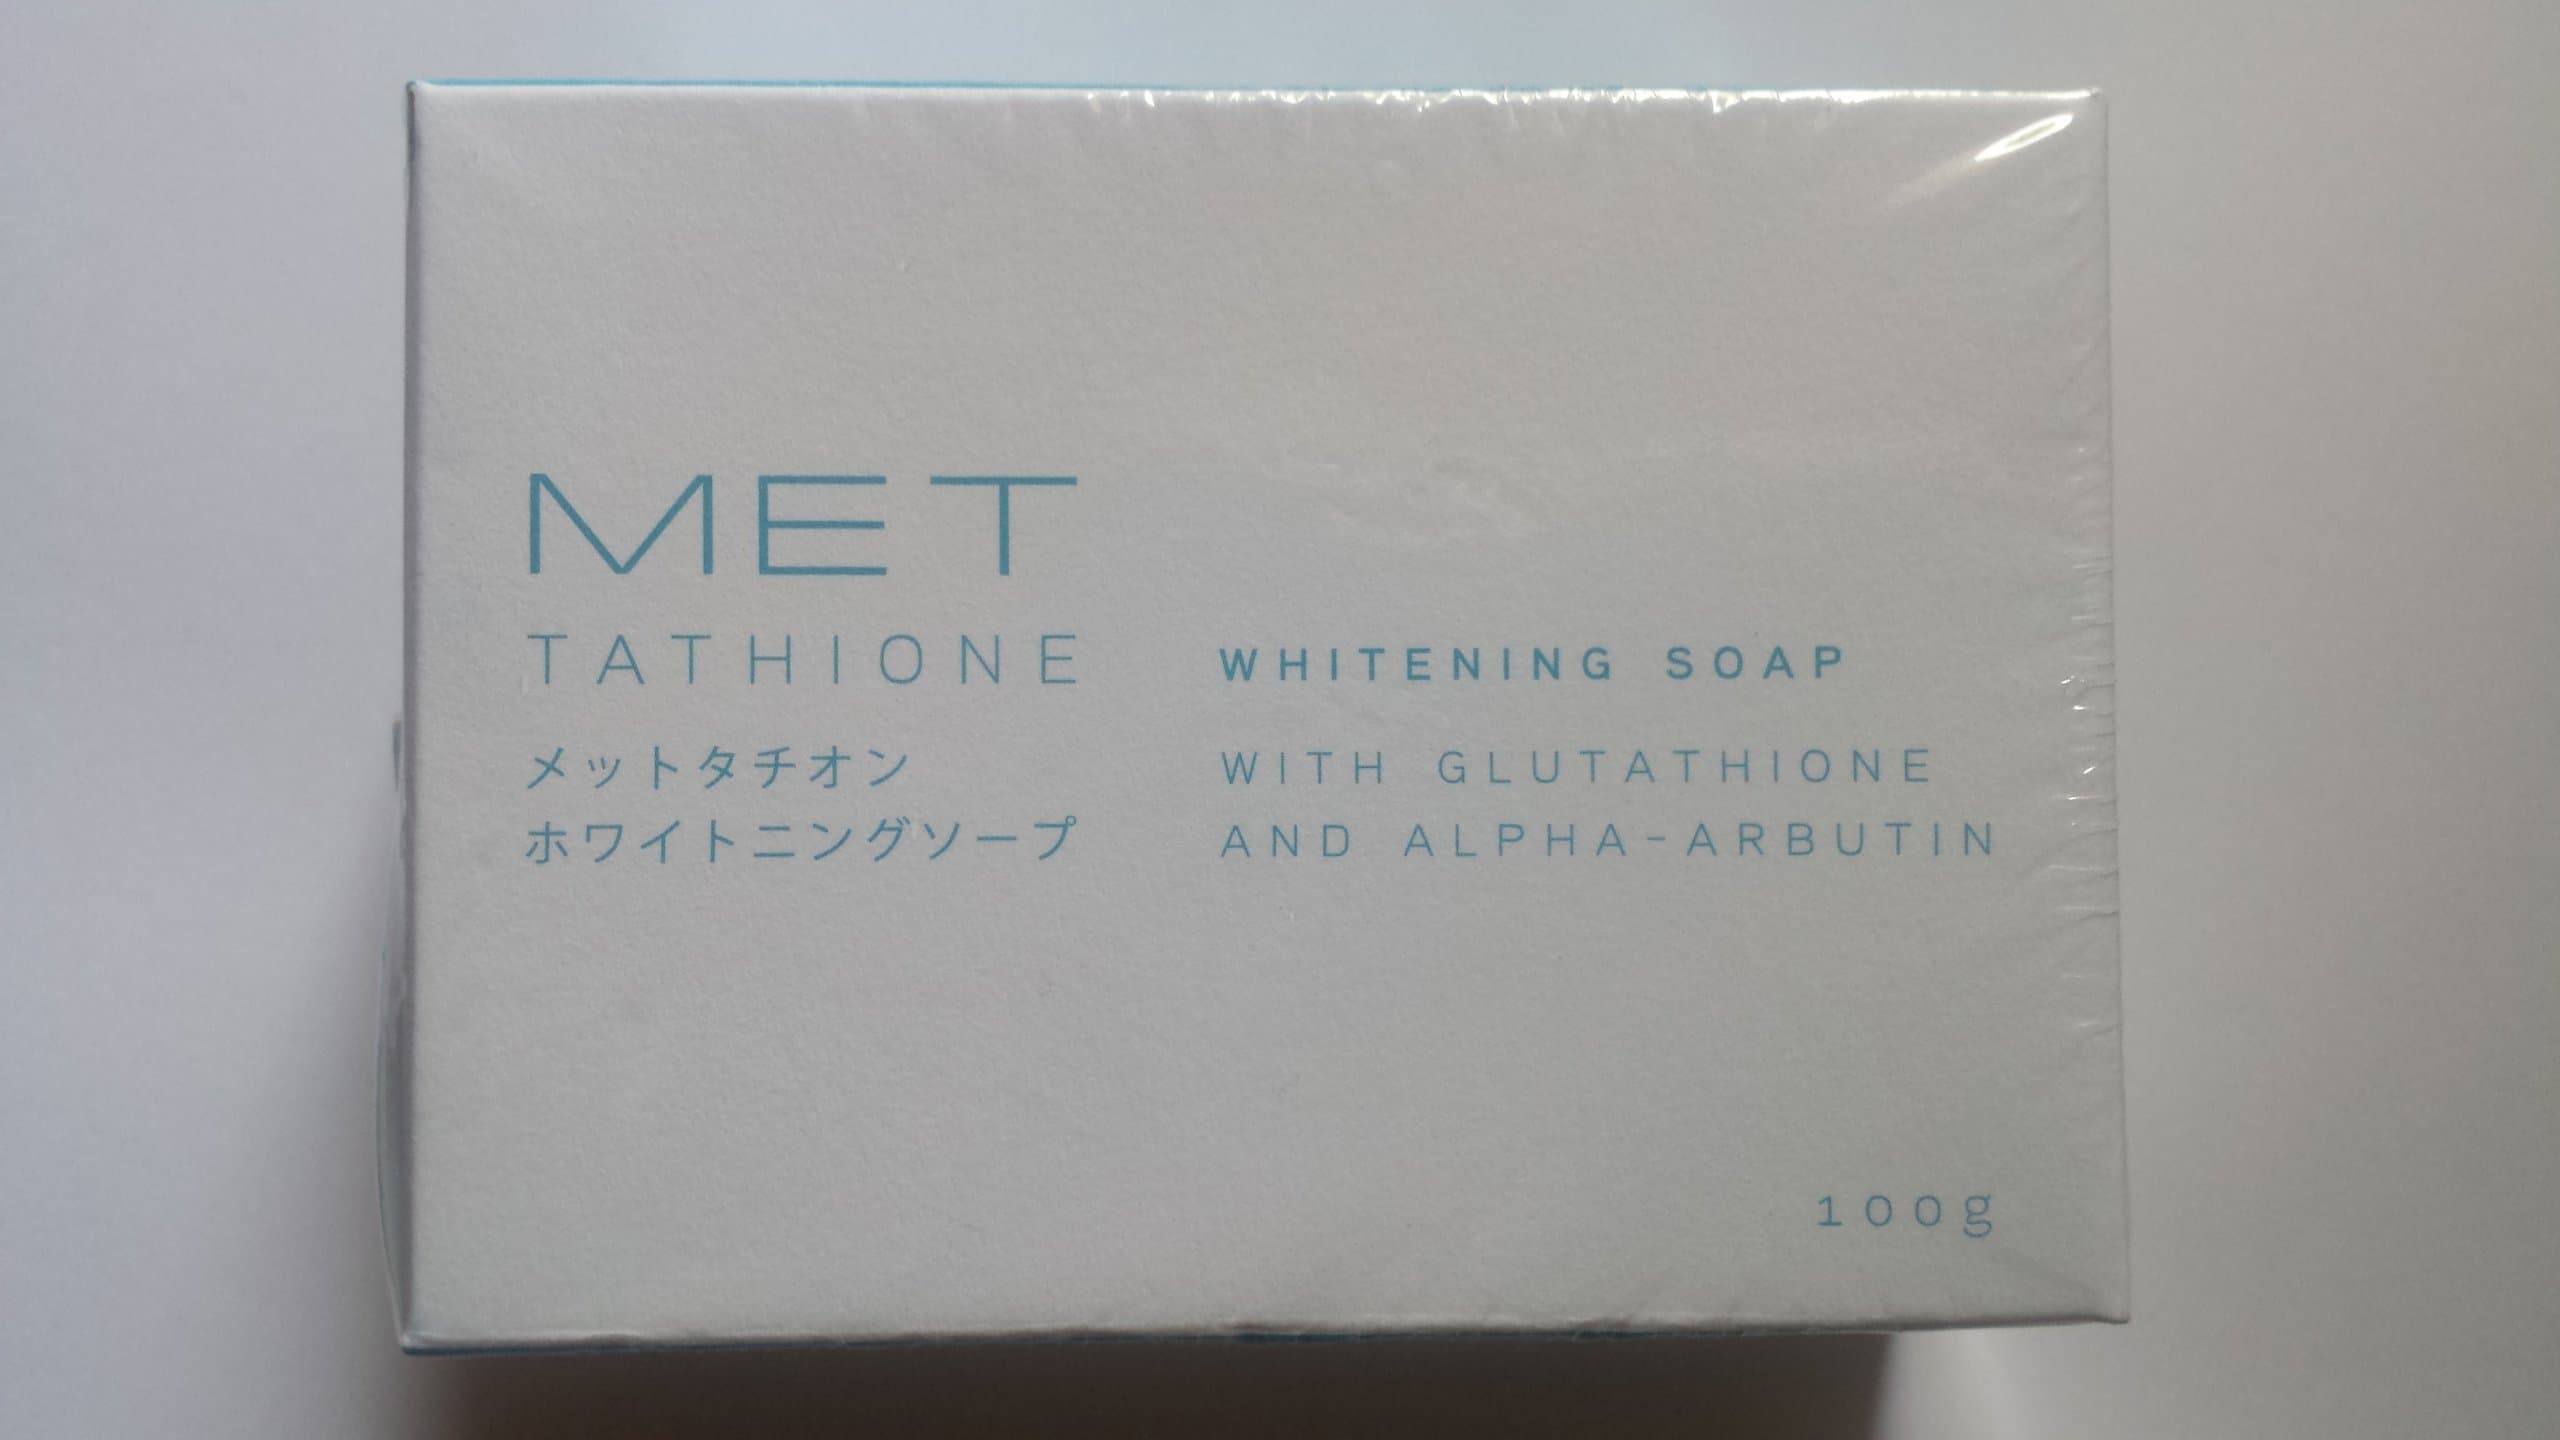 MET
TATHIONE
メットタチオン
ホワイトニングソープ
WHITENING SOAP
WITH GLUTATHIONE
AND ALPHA-ARBUTIN
100g